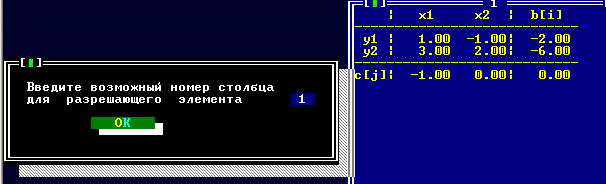 Введите возможный номер столбца
для разрешающего элемента 1
OK
1
x1 x2 b[i]
y1 1.00 -1.00 -2.00
y2 3.00 2.00 -6.00
c[j] -1.00 0.00 0.00